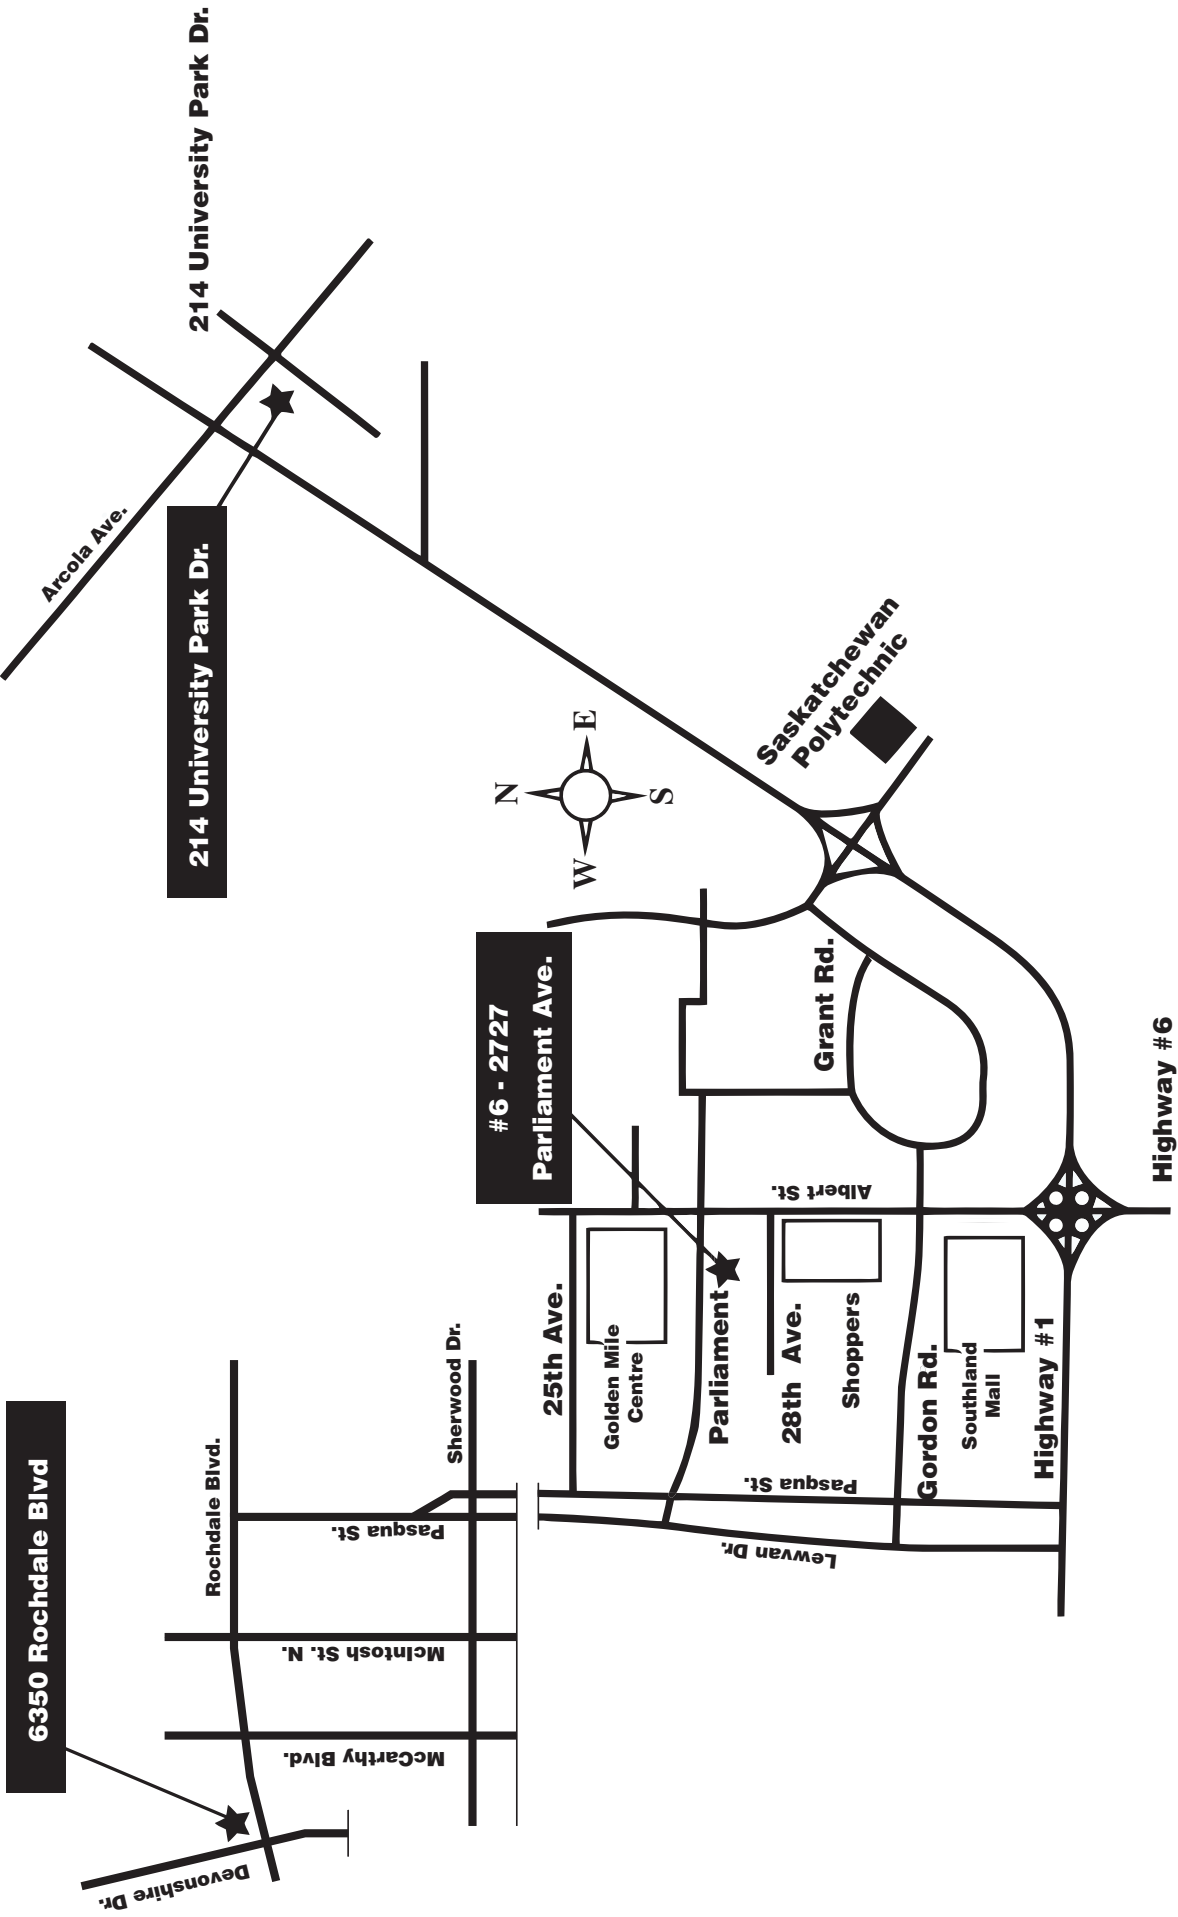 6350 Rochdale Blvd
Devonshire Dr.
McCarthy Blvd.
McIntosh St. N.
Pasqua St.
Rochdale Blvd.
Sherwood Dr.
214 University Park Dr.
Arcola Ave.
214 University Park Dr.
N
W
E
S
#6 - 2727
Parliament Ave.
25th Ave.
Golden Mile
Centre
Parliament
28th Ave.
Shoppers
Gordon Rd.
Southland
Mall
Highway #1
Pasqua St.
Lewvan Dr.
Albert St.
Grant Rd.
Saskatchewan
Polytechnic
Highway #6